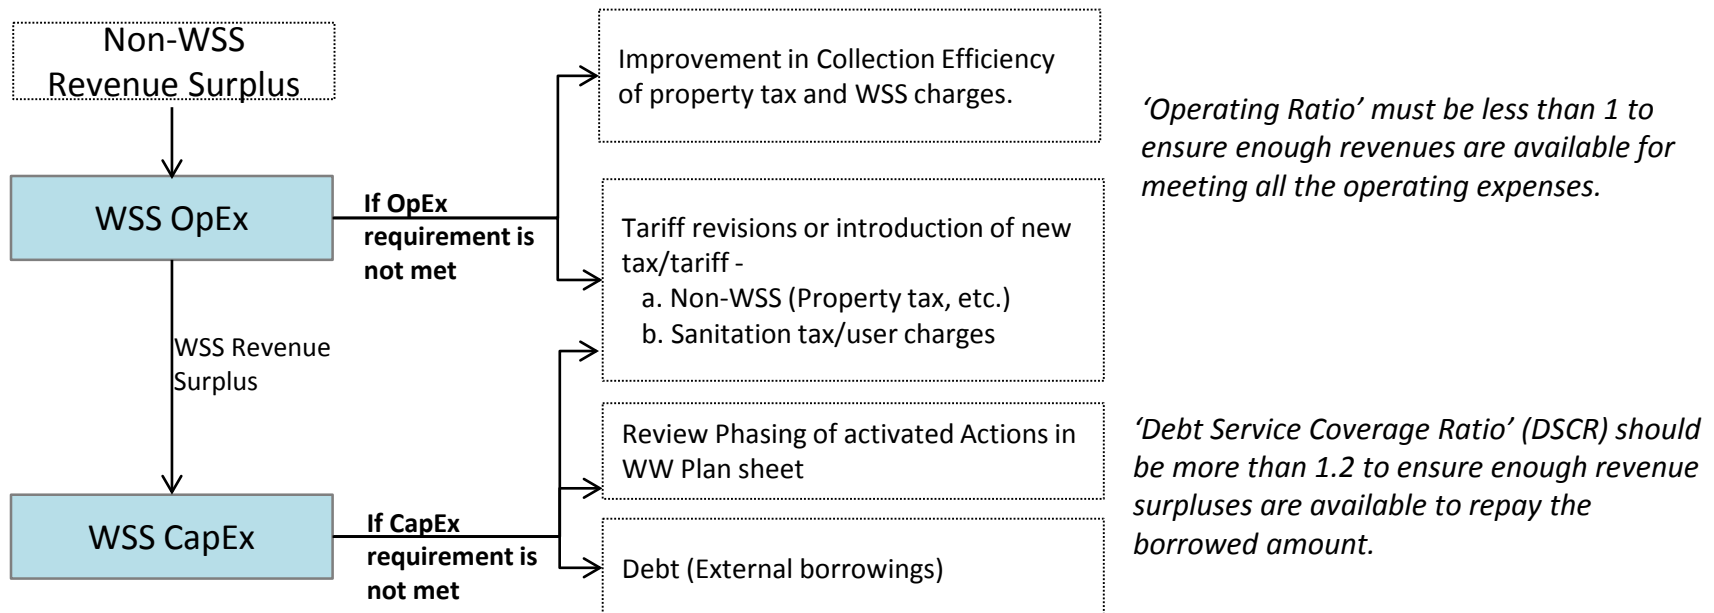 Non-WSS
Revenue Surplus
WSS OpEx
If OpEx
requirement is
not met
WSS Revenue
Surplus
WSS CapEx
If CapEx
requirement is
not met
Improvement in Collection Efficiency
of property tax and WSS charges.
Tariff revisions or introduction of new
tax/tariff -
a. Non-WSS (Property tax, etc.)
b. Sanitation tax/user charges
Review Phasing of activated Actions in
WW Plan sheet
Debt (External borrowings)
‘Operating Ratio’ must be less than 1 to
ensure enough revenues are available for
meeting all the operating expenses.
‘Debt Service Coverage Ratio’ (DSCR) should
be more than 1.2 to ensure enough revenue
surpluses are available to repay the
borrowed amount.